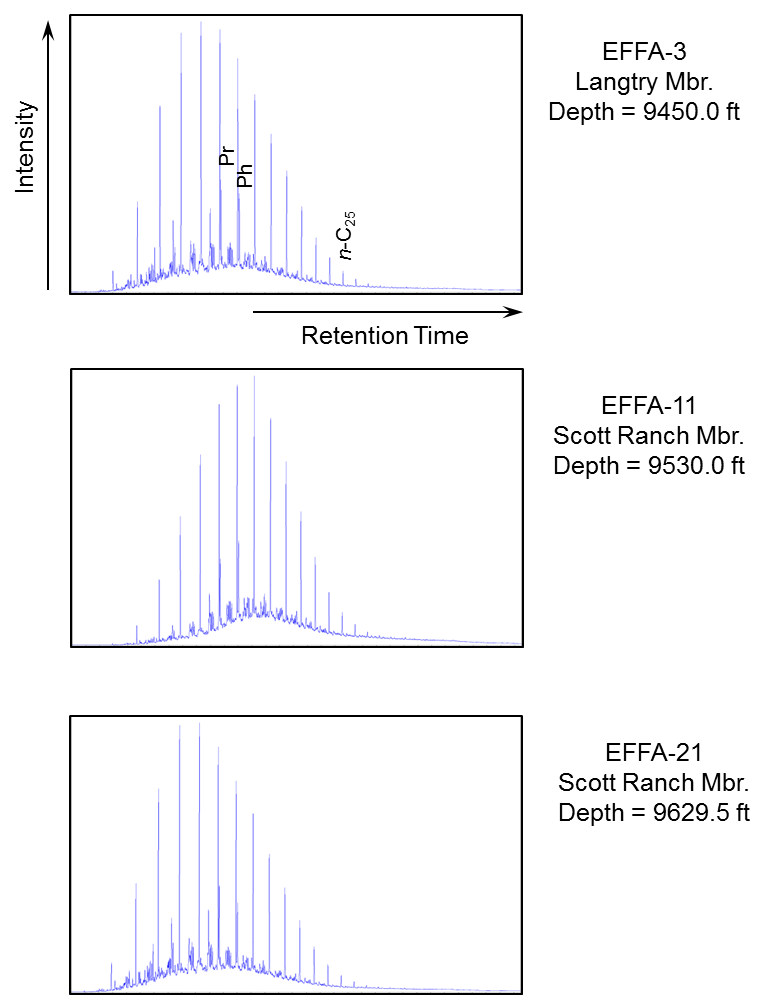 EFFA-3
Langtry Mbr.
Depth = 9450.0 ft
Intensity
Pr
Ph
n-C25
Retention Time
EFFA-11
Scott Ranch Mbr.
Depth = 9530.0 ft
EFFA-21
Scott Ranch Mbr.
Depth = 9629.5 ft